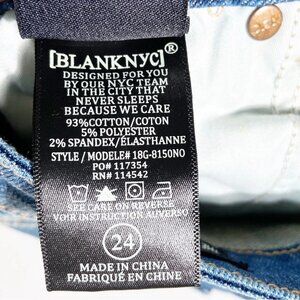 [BLANKNYC]®
DESIGNED FOR YOU
BY OUR NYC TEAM
IN THE CITY THAT
NEVER SLEEPS
BECAUSE WE CARE
93%COTTON/COTON
5% POLYESTER
2% SPANDEX/ÉLASTHANNE
STYLE / MODELE# 18G-8150NO
PO# 117354
RN# 114542
SEE CARE ON REVERSE
VOIR INSTRUCTION AUVERSO
24
MADE IN CHINA
FABRIQUÉ EN CHINE